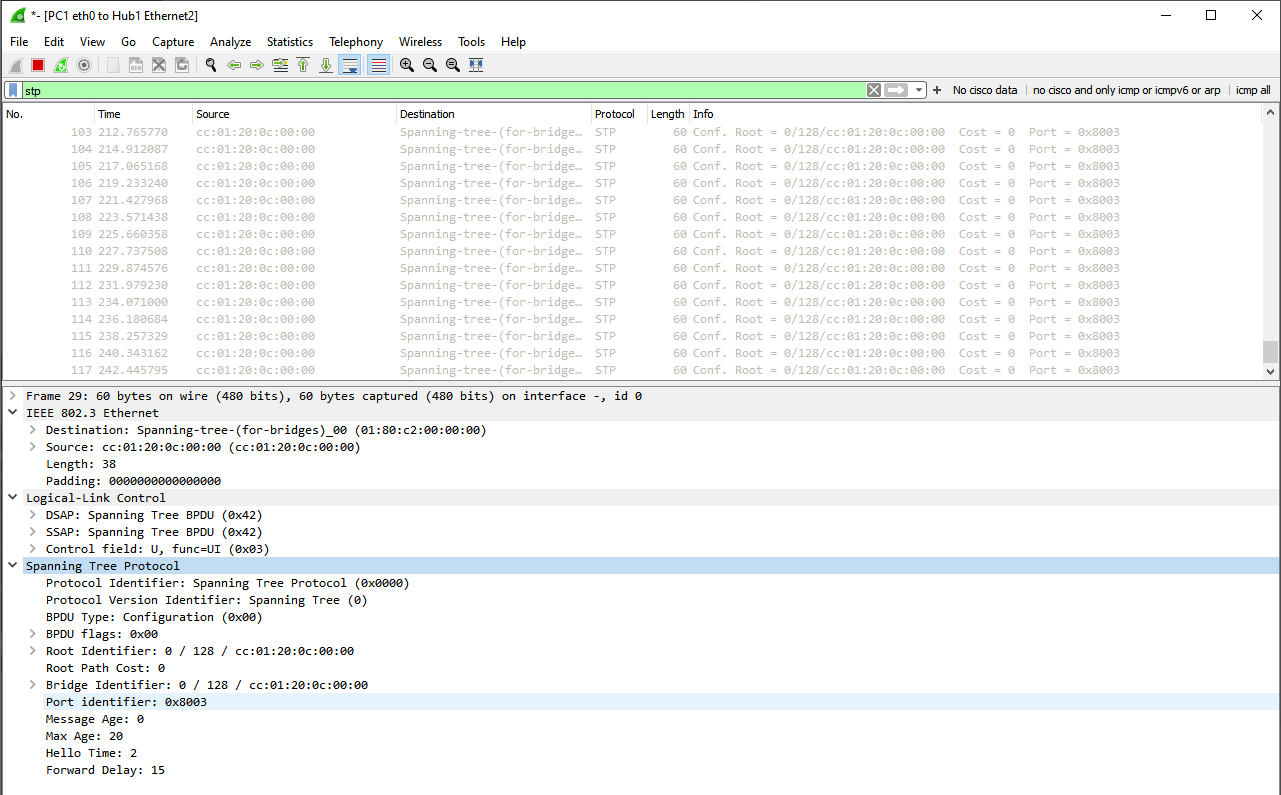 *- [PC1 eth0 to Hub1 Ethernet2]
File Edit View Go Capture Analyze Statistics Telephony Wireless Tools Help
stp No cisco data no cisco and only icmp or icmpv6 or arp icmp all
No. Time Source Destination Protocol Length Info
103 212.765770 cc:01:20:0c:00:00 Spanning-tree-(for-bridge… STP 60 Conf. Root = 0/128/cc:01:20:0c:00:00 Cost = 0 Port = 0x8003
104 214.912087 cc:01:20:0c:00:00 Spanning-tree-(for-bridge… STP 60 Conf. Root = 0/128/cc:01:20:0c:00:00 Cost = 0 Port = 0x8003
105 217.065168 cc:01:20:0c:00:00 Spanning-tree-(for-bridge… STP 60 Conf. Root = 0/128/cc:01:20:0c:00:00 Cost = 0 Port = 0x8003
106 219.233240 cc:01:20:0c:00:00 Spanning-tree-(for-bridge… STP 60 Conf. Root = 0/128/cc:01:20:0c:00:00 Cost = 0 Port = 0x8003
107 221.427968 cc:01:20:0c:00:00 Spanning-tree-(for-bridge… STP 60 Conf. Root = 0/128/cc:01:20:0c:00:00 Cost = 0 Port = 0x8003
108 223.571438 cc:01:20:0c:00:00 Spanning-tree-(for-bridge… STP 60 Conf. Root = 0/128/cc:01:20:0c:00:00 Cost = 0 Port = 0x8003
109 225.660358 cc:01:20:0c:00:00 Spanning-tree-(for-bridge… STP 60 Conf. Root = 0/128/cc:01:20:0c:00:00 Cost = 0 Port = 0x8003
110 227.737508 cc:01:20:0c:00:00 Spanning-tree-(for-bridge… STP 60 Conf. Root = 0/128/cc:01:20:0c:00:00 Cost = 0 Port = 0x8003
111 229.874576 cc:01:20:0c:00:00 Spanning-tree-(for-bridge… STP 60 Conf. Root = 0/128/cc:01:20:0c:00:00 Cost = 0 Port = 0x8003
112 231.979230 cc:01:20:0c:00:00 Spanning-tree-(for-bridge… STP 60 Conf. Root = 0/128/cc:01:20:0c:00:00 Cost = 0 Port = 0x8003
113 234.071000 cc:01:20:0c:00:00 Spanning-tree-(for-bridge… STP 60 Conf. Root = 0/128/cc:01:20:0c:00:00 Cost = 0 Port = 0x8003
114 236.180684 cc:01:20:0c:00:00 Spanning-tree-(for-bridge… STP 60 Conf. Root = 0/128/cc:01:20:0c:00:00 Cost = 0 Port = 0x8003
115 238.257329 cc:01:20:0c:00:00 Spanning-tree-(for-bridge… STP 60 Conf. Root = 0/128/cc:01:20:0c:00:00 Cost = 0 Port = 0x8003
116 240.343162 cc:01:20:0c:00:00 Spanning-tree-(for-bridge… STP 60 Conf. Root = 0/128/cc:01:20:0c:00:00 Cost = 0 Port = 0x8003
117 242.445795 cc:01:20:0c:00:00 Spanning-tree-(for-bridge… STP 60 Conf. Root = 0/128/cc:01:20:0c:00:00 Cost = 0 Port = 0x8003
Frame 29: 60 bytes on wire (480 bits), 60 bytes captured (480 bits) on interface -, id 0
IEEE 802.3 Ethernet
Destination: Spanning-tree-(for-bridges)_00 (01:80:c2:00:00:00)
Source: cc:01:20:0c:00:00 (cc:01:20:0c:00:00)
Length: 38
Padding: 0000000000000000
Logical-Link Control
DSAP: Spanning Tree BPDU (0x42)
SSAP: Spanning Tree BPDU (0x42)
Control field: U, func=UI (0x03)
Spanning Tree Protocol
Protocol Identifier: Spanning Tree Protocol (0x0000)
Protocol Version Identifier: Spanning Tree (0)
BPDU Type: Configuration (0x00)
BPDU flags: 0x00
Root Identifier: 0 / 128 / cc:01:20:0c:00:00
Root Path Cost: 0
Bridge Identifier: 0 / 128 / cc:01:20:0c:00:00
Port identifier: 0x8003
Message Age: 0
Max Age: 20
Hello Time: 2
Forward Delay: 15